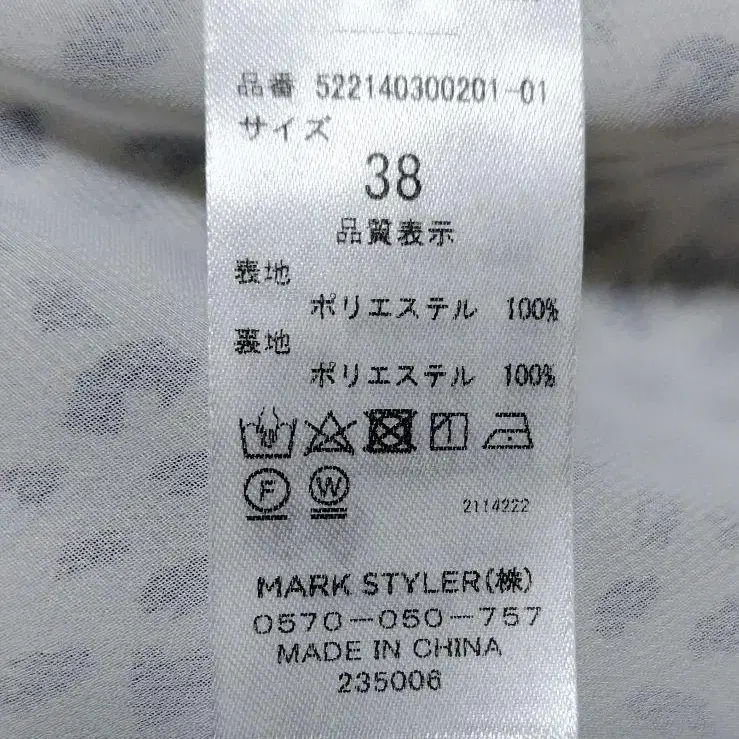 品番 522140300201-01
サイズ
38
品質表示
表地
ポリエステル 100%
裏地
ポリエステル 100%
F W
2114222
MARK STYLER(株)
0570-050-757
MADE IN CHINA
235006